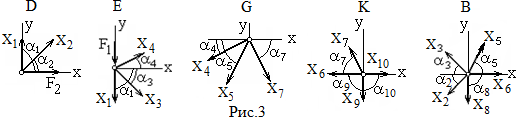 D E G K B
y y y y y
X₁ α₁ X₂ α₂ F₂ x
F₁ X₄ α₄ x α₃ α₁ X₁ X₃
x α₄ α₅ X₄ X₅ X₇ α₇
X₇ α₇ X₆ X₁₀ x α₉ X₉ α₁₀
X₃ α₃ X₅ α₅ x α₂ X₂ α₈ X₈
Рис.3